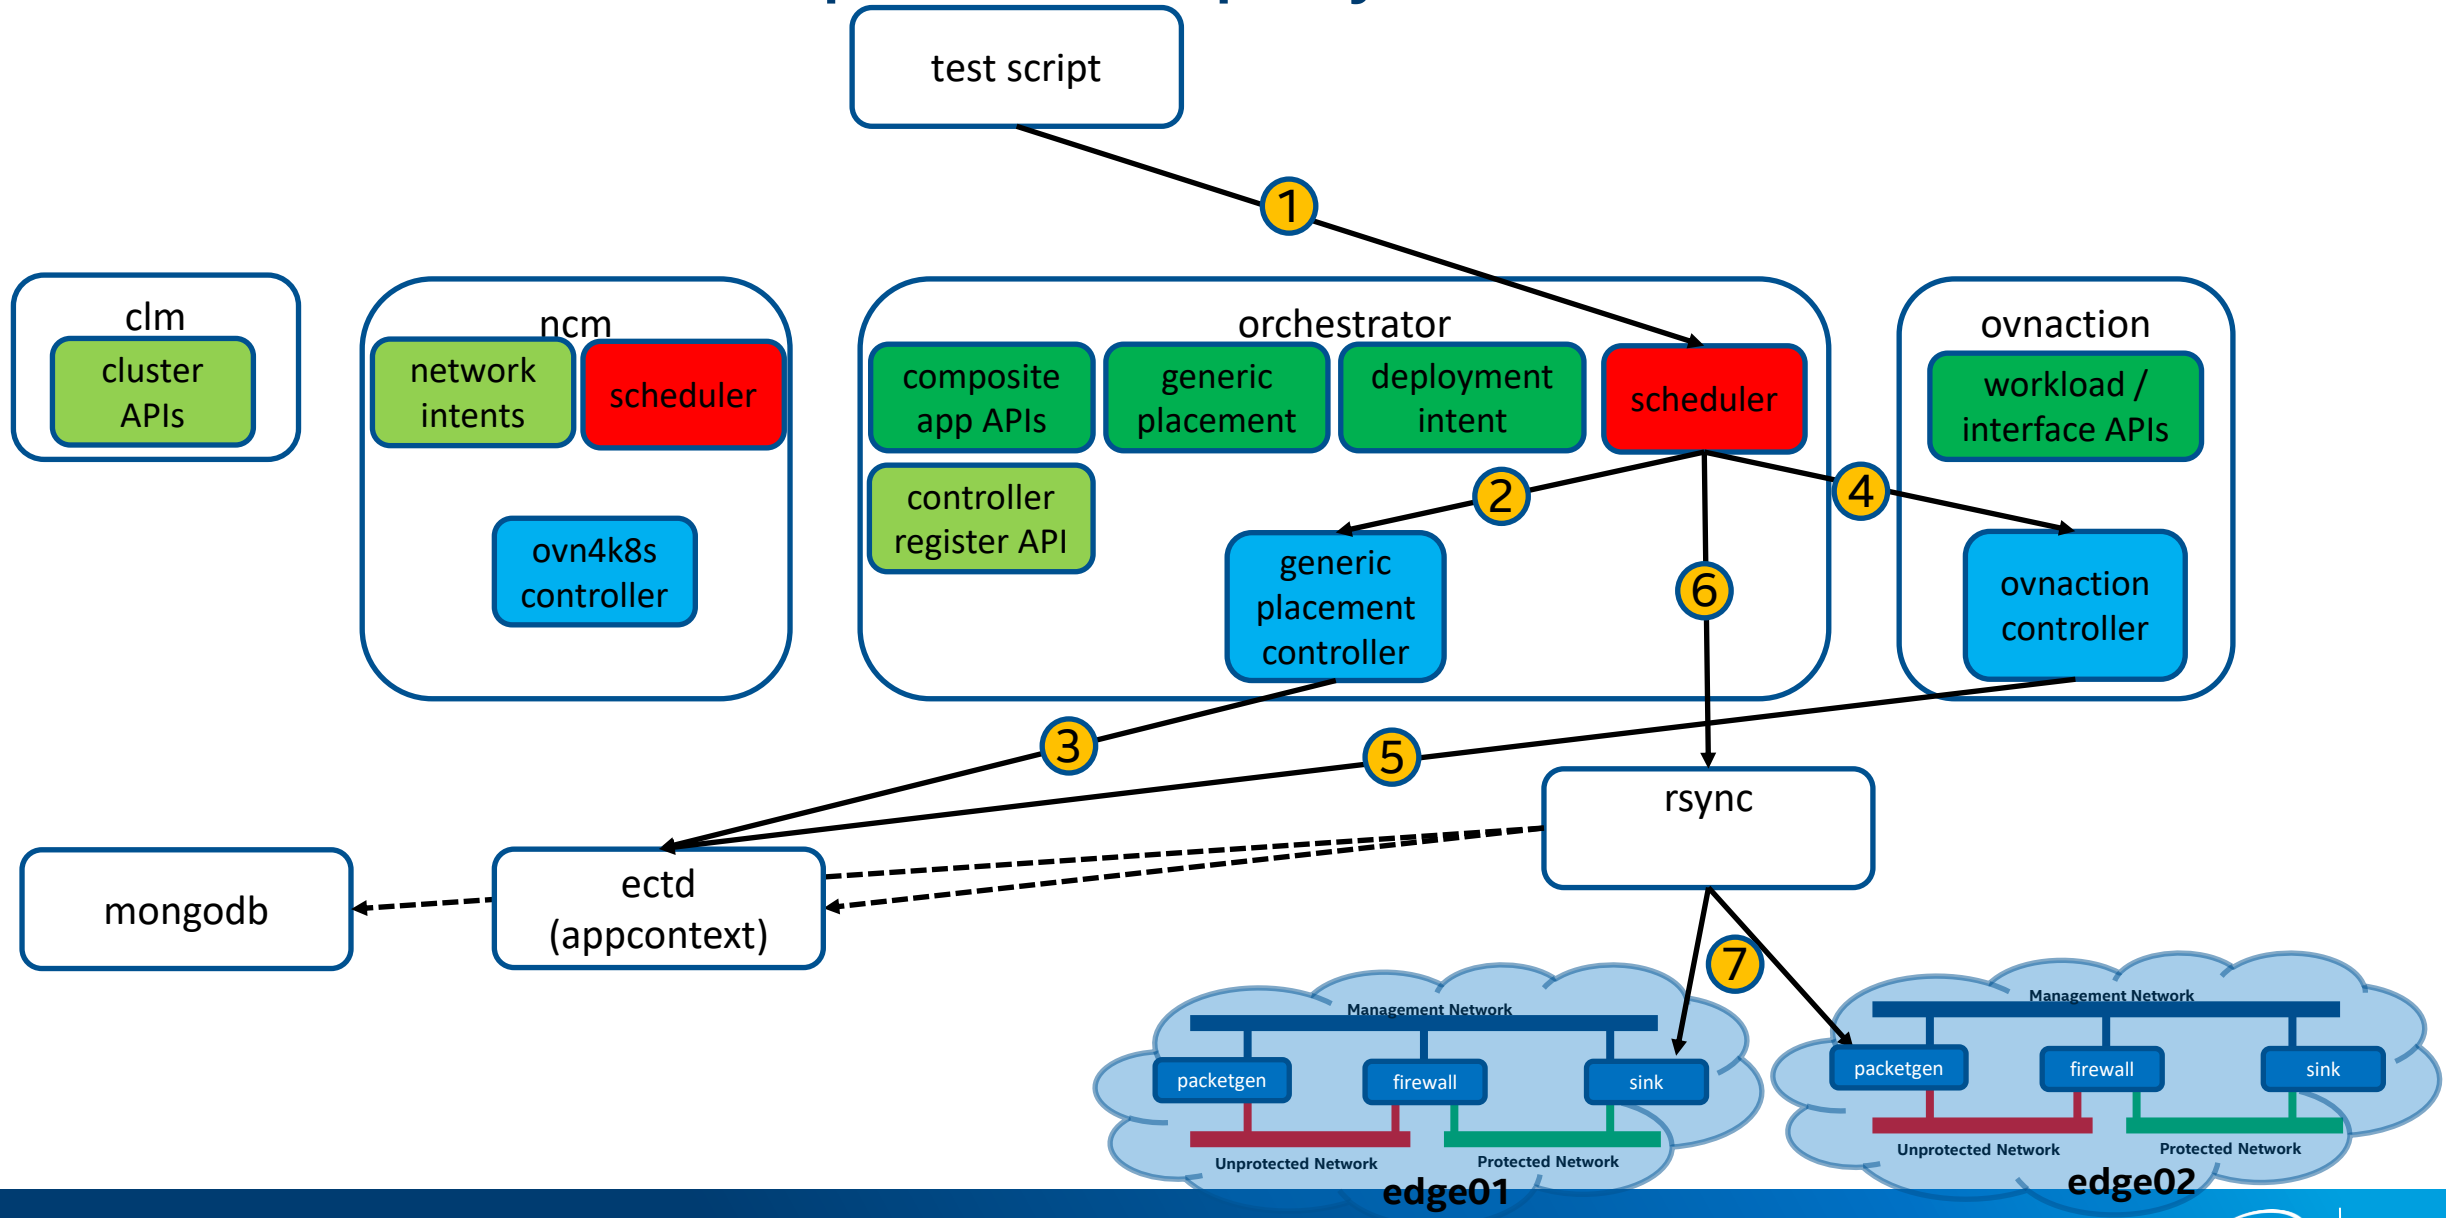 test script
1
clm
cluster
APIs
ncm
network
intents
scheduler
ovn4k8s
controller
orchestrator
composite
app APIs
generic
placement
deployment
intent
scheduler
controller
register API
2
generic
placement
controller
6
4
ovnaction
workload /
interface APIs
ovnaction
controller
3
5
rsync
mongodb
ectd
(appcontext)
7
Management Network
packetgen
firewall
sink
Unprotected Network
Protected Network
edge01
Management Network
packetgen
firewall
sink
Unprotected Network
Protected Network
edge02